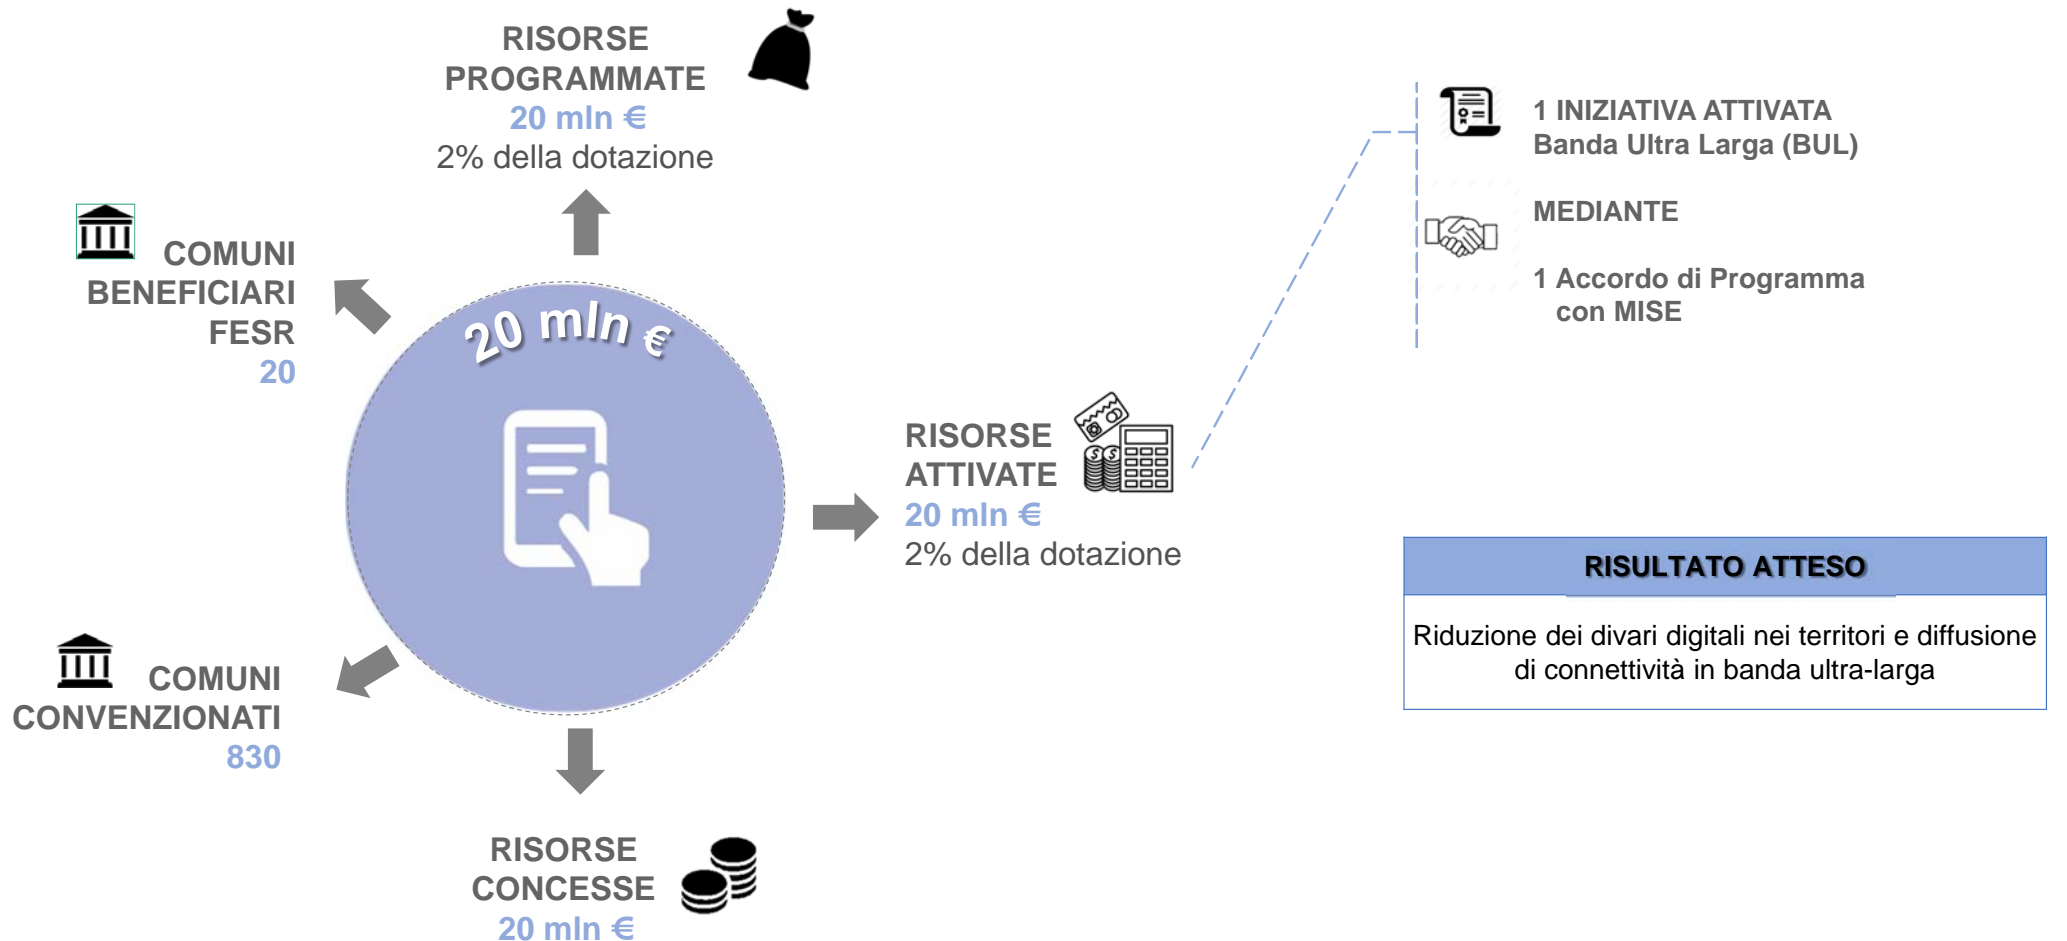 RISORSE
PROGRAMMATE
20 mln €
2% della dotazione
COMUNI
BENEFICIARI
FESR
20
20 mln €
COMUNI
CONVENZIONATI
830
RISORSE
CONCESSE
20 mln €
RISORSE
ATTIVATE
20 mln €
2% della dotazione
1 INIZIATIVA ATTIVATA
Banda Ultra Larga (BUL)
MEDIANTE
1 Accordo di Programma
con MISE
RISULTATO ATTESO
Riduzione dei divari digitali nei territori e diffusione
di connettività in banda ultra-larga